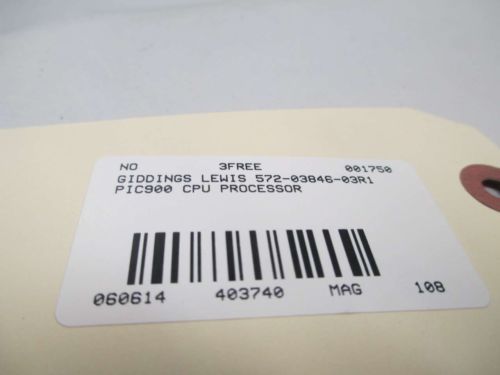 NO 3FREE 001750
GIDDINGS LEWIS 572-03846-03R1
PIC900 CPU PROCESSOR
060614 403740 MAG 108